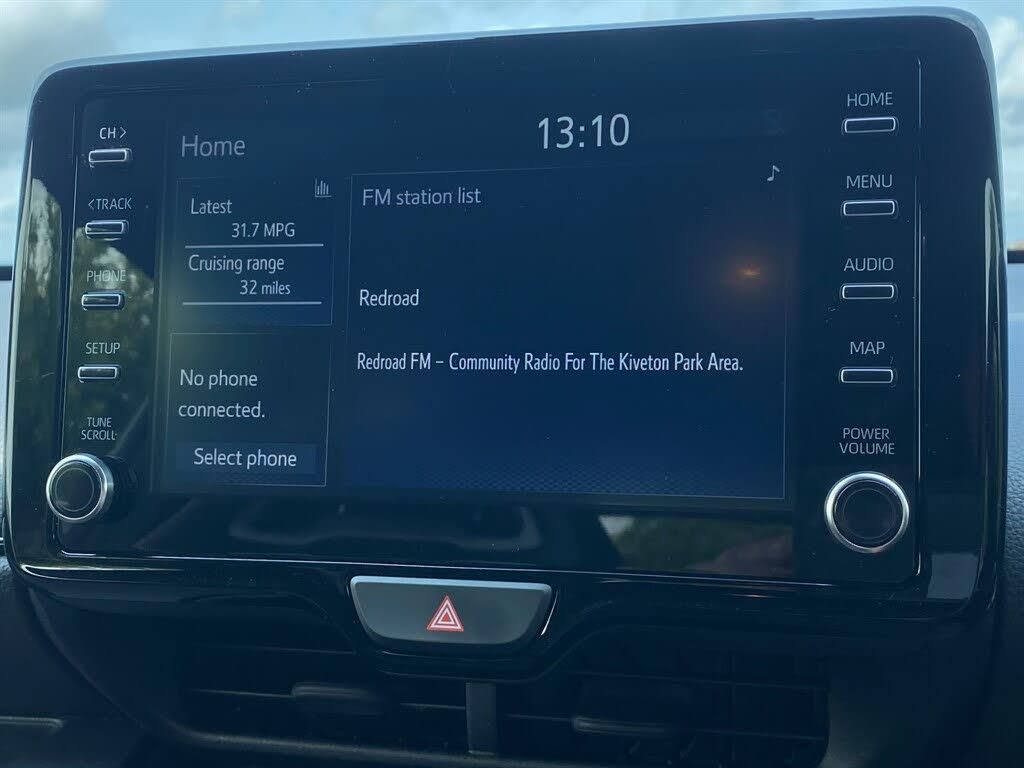 CH >
<TRACK
PHONE
SETUP
TUNE
SCROLL
Home
13:10
Latest
31.7 MPG
Cruising range
32 miles
No phone
connected.
Select phone
FM station list
Redroad
Redroad FM – Community Radio For The Kiveton Park Area.
HOME
MENU
AUDIO
MAP
POWER
VOLUME